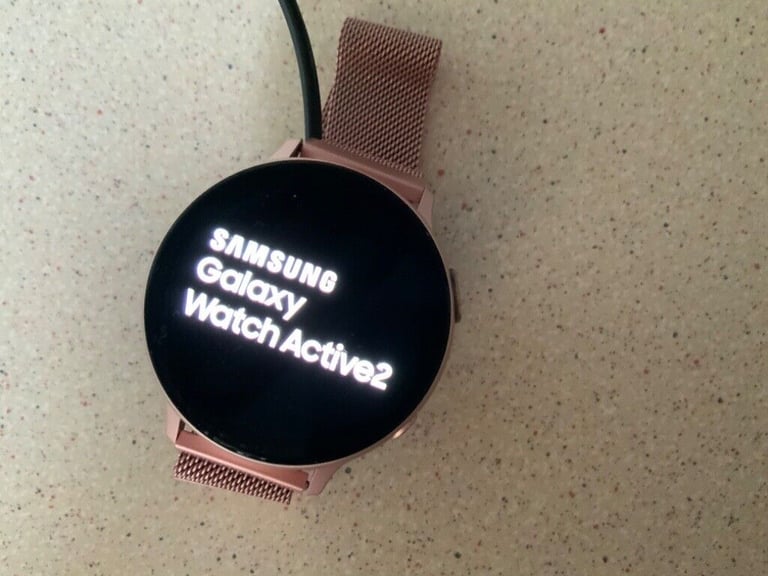 SAMSUNG
Galaxy
Watch Active2